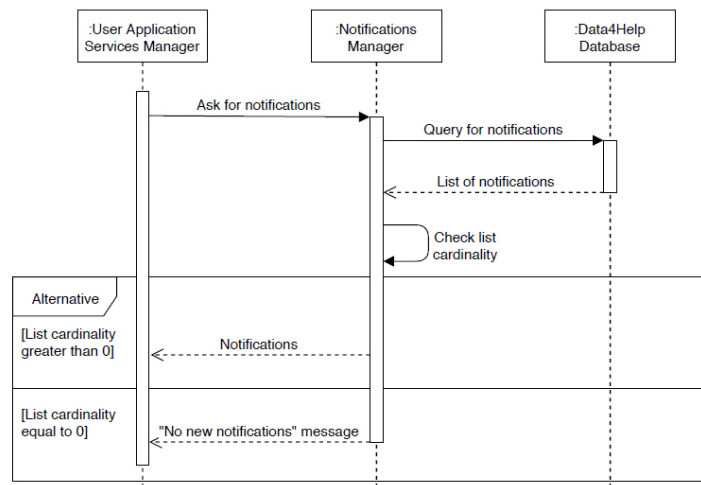 :User Application
Services Manager
:Notifications
Manager
:Data4Help
Database
Ask for notifications
Query for notifications
List of notifications
Check list
cardinality
Alternative
[List cardinality
greater than 0]
Notifications
[List cardinality
equal to 0]
"No new notifications" message